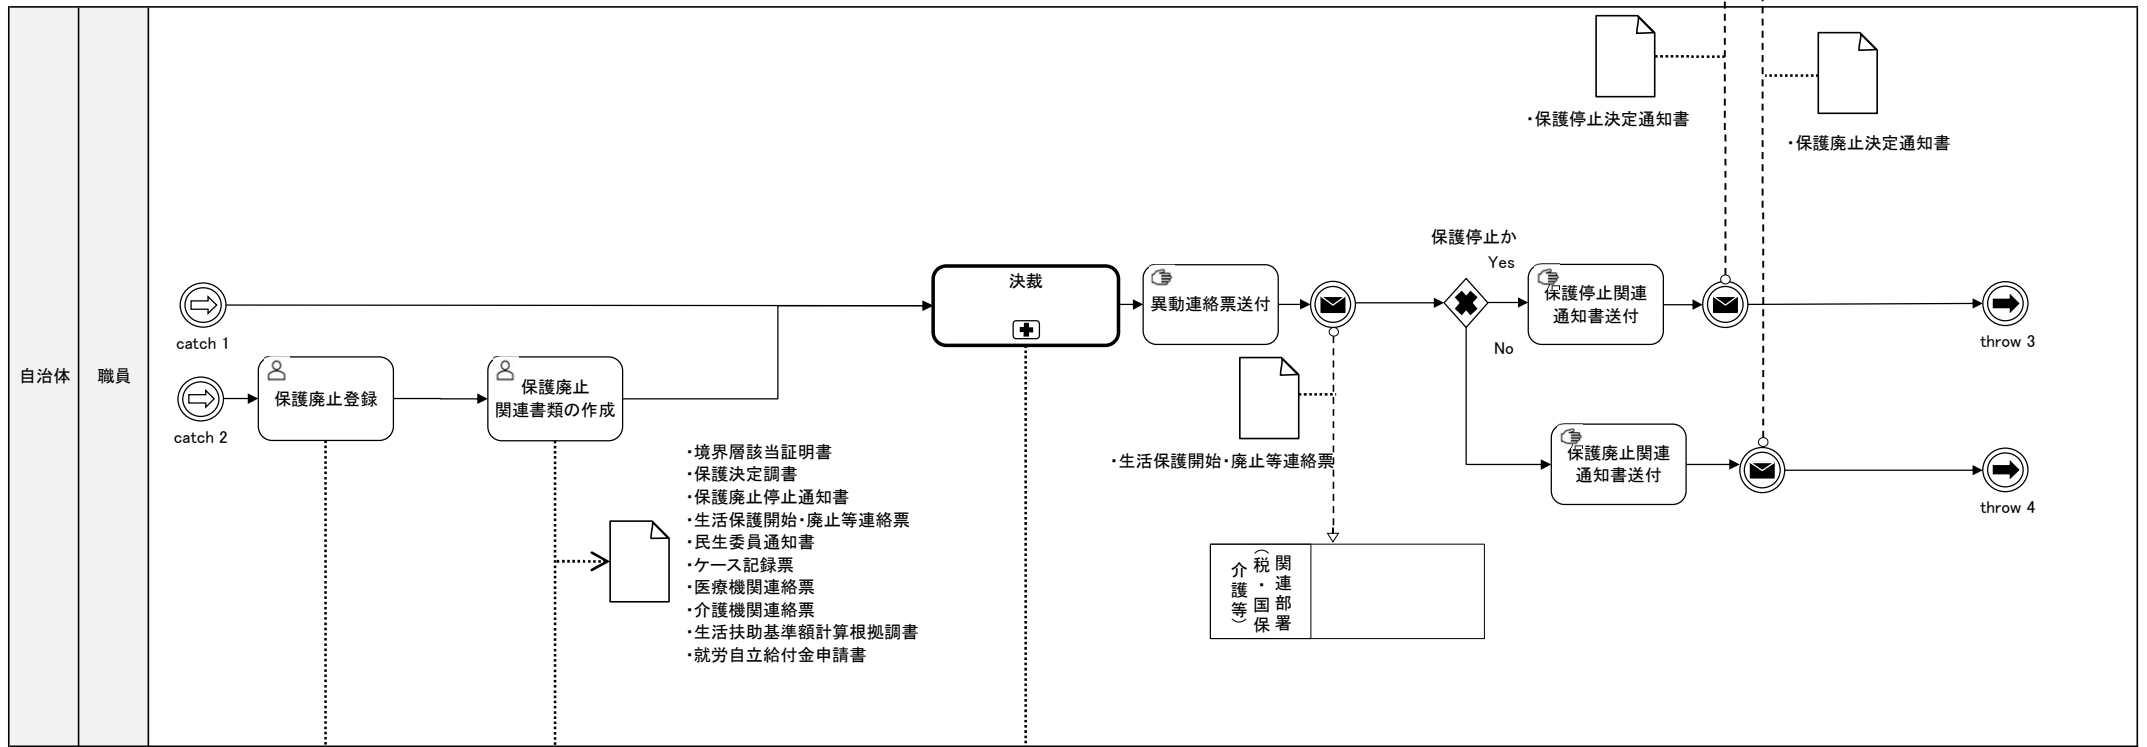 自治体
職員
catch 1
catch 2
保護廃止登録
保護廃止
関連書類の作成
・境界層該当証明書
・保護決定調書
・保護廃止停止通知書
・生活保護開始・廃止等連絡票
・民生委員通知書
・ケース記録票
・医療機関連絡票
・介護機関連絡票
・生活扶助基準額計算根拠調書
・就労自立給付金申請書
決裁
異動連絡票送付
・生活保護開始・廃止等連絡票
関連部署
（税・国保
介護等）
保護停止か
Yes
No
保護停止関連
通知書送付
保護廃止関連
通知書送付
・保護停止決定通知書
・保護廃止決定通知書
throw 3
throw 4